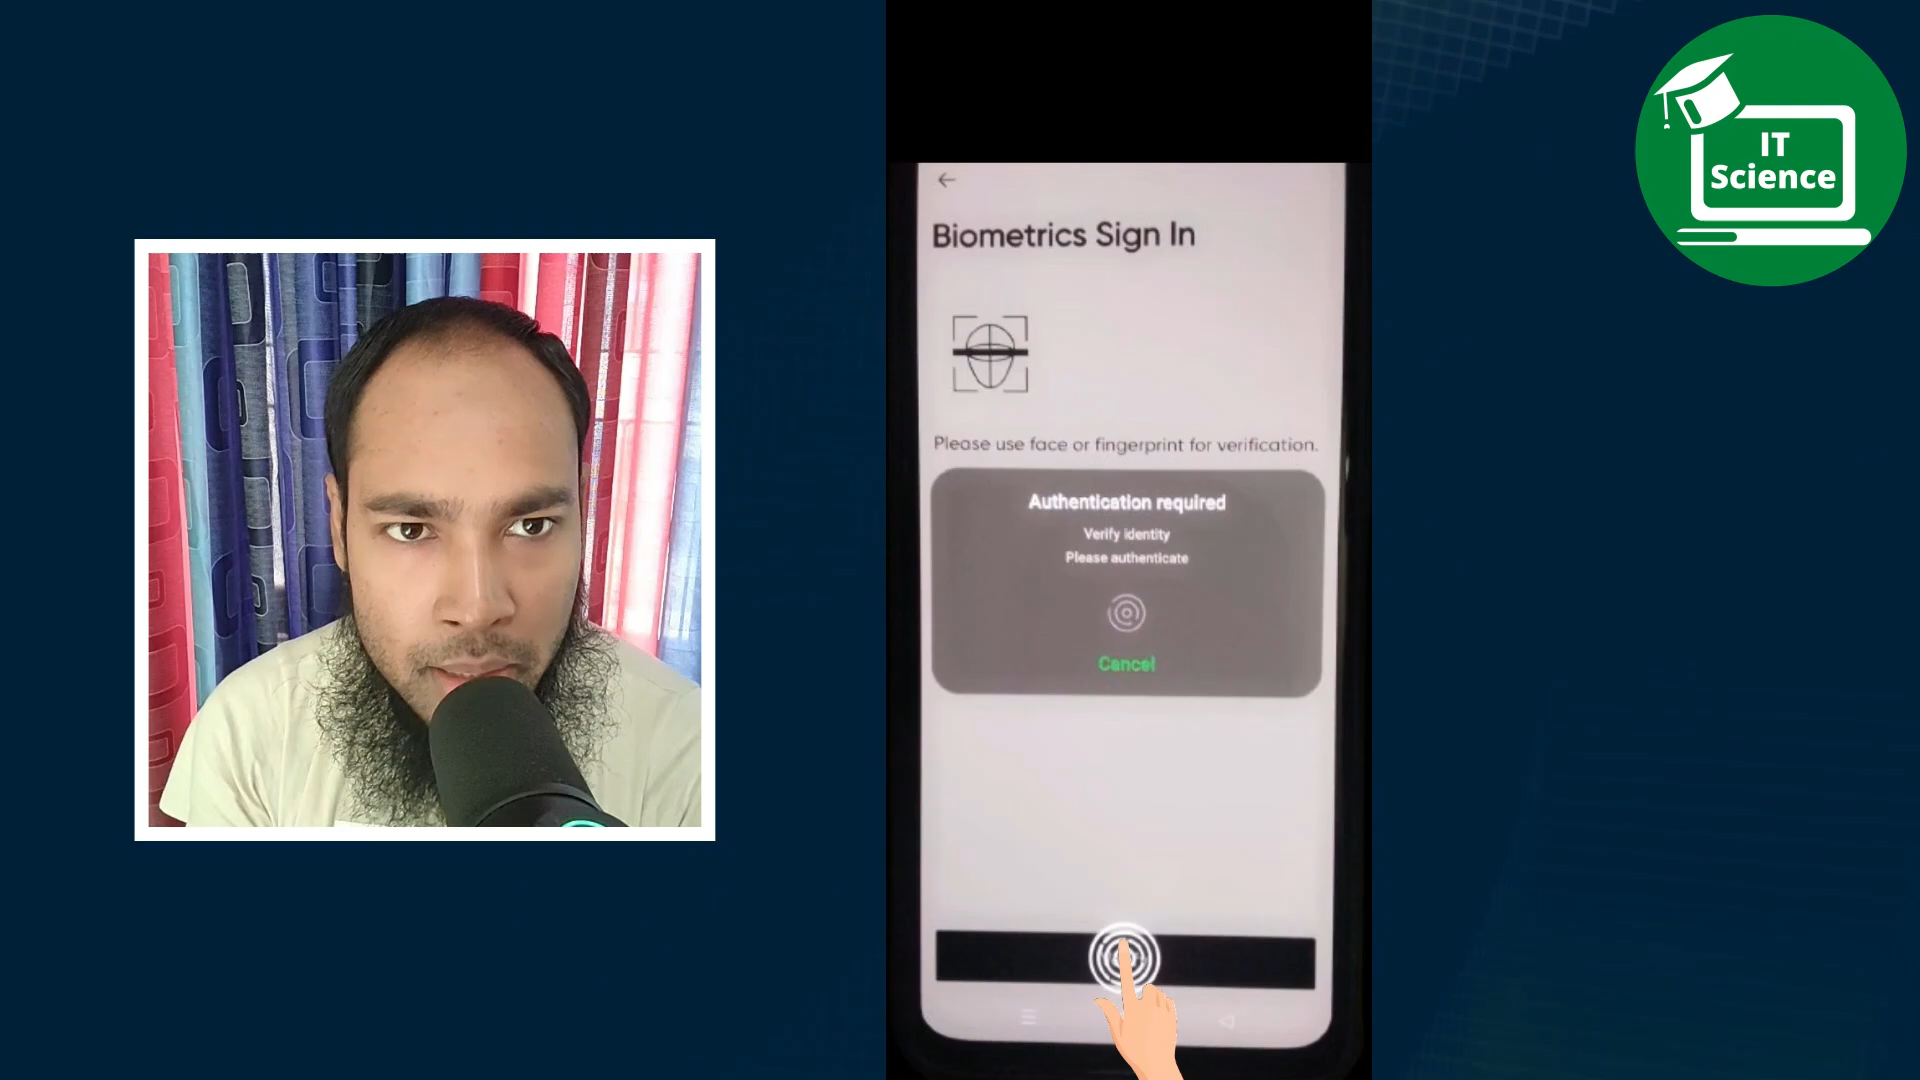 IT
Science
Biometrics Sign In
Please use face or fingerprint for verification.
Authentication required
Verify identity
Please authenticate
Cancel